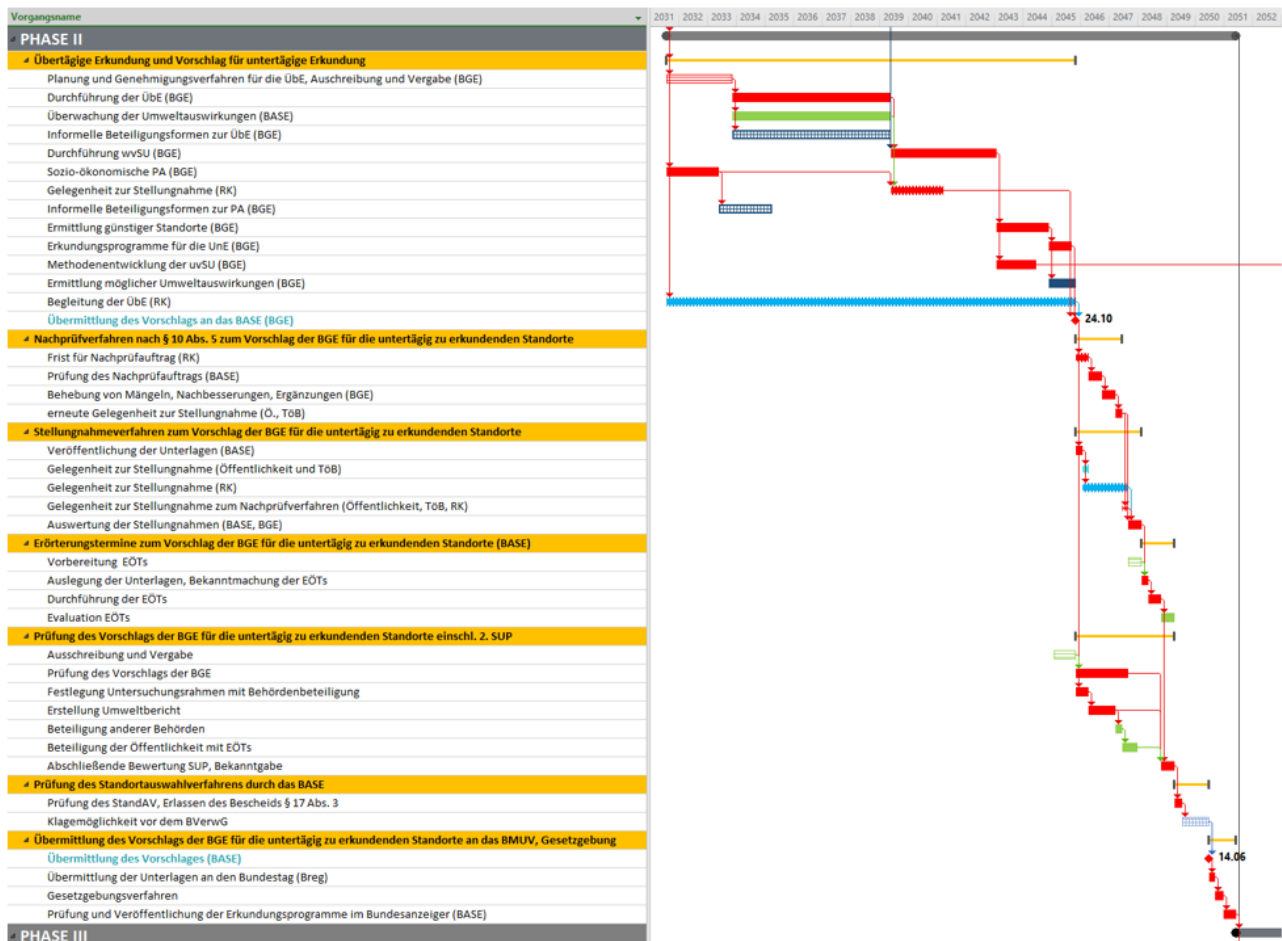 Vorgangsname
2031 2032 2033 2034 2035 2036 2037 2038 2039 2040 2041 2042 2043 2044 2045 2046 2047 2048 2049 2050 2051 2052
PHASE II
Übertägige Erkundung und Vorschlag für untertägige Erkundung
Planung und Genehmigungsverfahren für die ÜbE, Auschreibung und Vergabe (BGE)
Durchführung der ÜbE (BGE)
Überwachung der Umweltauswirkungen (BASE)
Informelle Beteiligungsformen zur ÜbE (BGE)
Durchführung wvSU (BGE)
Sozio-ökonomische PA (BGE)
Gelegenheit zur Stellungnahme (RK)
Informelle Beteiligungsformen zur PA (BGE)
Ermittlung günstiger Standorte (BGE)
Erkundungsprogramme für die UnE (BGE)
Methodenentwicklung der uvSU (BGE)
Ermittlung möglicher Umweltauswirkungen (BGE)
Begleitung der ÜbE (RK)
Übermittlung des Vorschlags an das BASE (BGE)
24.10
Nachprüfverfahren nach § 10 Abs. 5 zum Vorschlag der BGE für die untertägig zu erkundenden Standorte
Frist für Nachprüfauftrag (RK)
Prüfung des Nachprüfauftrags (BASE)
Behebung von Mängeln, Nachbesserungen, Ergänzungen (BGE)
erneute Gelegenheit zur Stellungnahme (Ö., TöB)
Stellungnahmeverfahren zum Vorschlag der BGE für die untertägig zu erkundenden Standorte
Veröffentlichung der Unterlagen (BASE)
Gelegenheit zur Stellungnahme (Öffentlichkeit und TöB)
Gelegenheit zur Stellungnahme (RK)
Gelegenheit zur Stellungnahme zum Nachprüfverfahren (Öffentlichkeit, TöB, RK)
Auswertung der Stellungnahmen (BASE, BGE)
Erörterungstermine zum Vorschlag der BGE für die untertägig zu erkundenden Standorte (BASE)
Vorbereitung EÖTs
Auslegung der Unterlagen, Bekanntmachung der EÖTs
Durchführung der EÖTs
Evaluation EÖTs
Prüfung des Vorschlags der BGE für die untertägig zu erkundenden Standorte einschl. 2. SUP
Ausschreibung und Vergabe
Prüfung des Vorschlags der BGE
Festlegung Untersuchungsrahmen mit Behördenbeteiligung
Erstellung Umweltbericht
Beteiligung anderer Behörden
Beteiligung der Öffentlichkeit mit EÖTs
Abschließende Bewertung SUP, Bekanntgabe
Prüfung des Standortauswahlverfahrens durch das BASE
Prüfung des StandAV, Erlassen des Bescheids § 17 Abs. 3
Klagemöglichkeit vor dem BVerwG
Übermittlung des Vorschlags der BGE für die untertägig zu erkundenden Standorte an das BMUV, Gesetzgebung
Übermittlung des Vorschlages (BASE)
14.06
Übermittlung der Unterlagen an den Bundestag (Breg)
Gesetzgebungsverfahren
Prüfung und Veröffentlichung der Erkundungsprogramme im Bundesanzeiger (BASE)
PHASE III